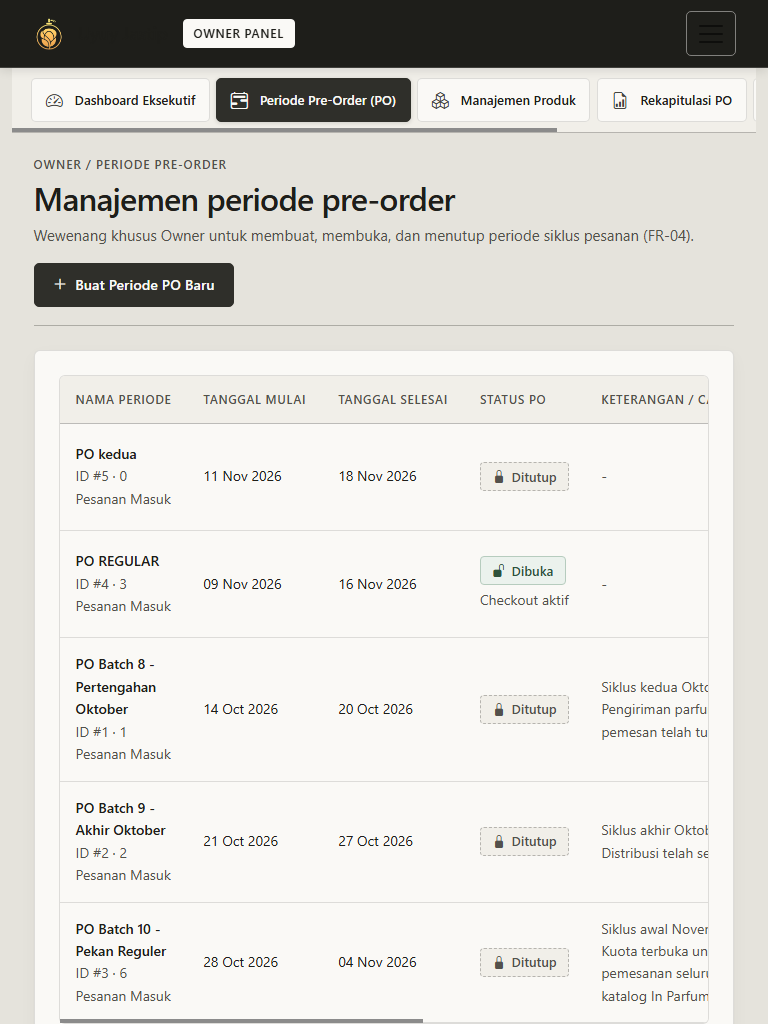 OWNER PANEL
Dashboard Eksekutif
Periode Pre-Order (PO)
Manajemen Produk
Rekapitulasi PO
OWNER / PERIODE PRE-ORDER
Manajemen periode pre-order
Wewenang khusus Owner untuk membuat, membuka, dan menutup periode siklus pesanan (FR-04).
+ Buat Periode PO Baru
NAMA PERIODE TANGGAL MULAI TANGGAL SELESAI STATUS PO KETERANGAN / CA
PO kedua
ID #5 · 0
Pesanan Masuk
11 Nov 2026
18 Nov 2026
Ditutup
-
PO REGULAR
ID #4 · 3
Pesanan Masuk
09 Nov 2026
16 Nov 2026
Dibuka
Checkout aktif
-
PO Batch 8 -
Pertengahan
Oktober
ID #1 · 1
Pesanan Masuk
14 Oct 2026
20 Oct 2026
Ditutup
Siklus kedua Okto
Pengiriman parfu
pemesan telah tu
PO Batch 9 -
Akhir Oktober
ID #2 · 2
Pesanan Masuk
21 Oct 2026
27 Oct 2026
Ditutup
Siklus akhir Oktob
Distribusi telah se
PO Batch 10 -
Pekan Reguler
ID #3 · 6
Pesanan Masuk
28 Oct 2026
04 Nov 2026
Ditutup
Siklus awal Nover
Kuota terbuka un
pemesanan selur
katalog In Parfum